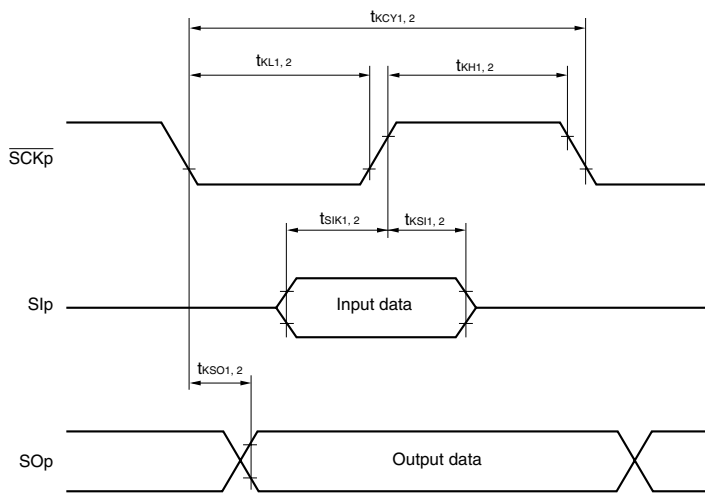 tKCY1, 2
tKL1, 2
tKH1, 2
SCKp
tSIK1, 2
tKSI1, 2
SIp
Input data
tKSO1, 2
SOp
Output data